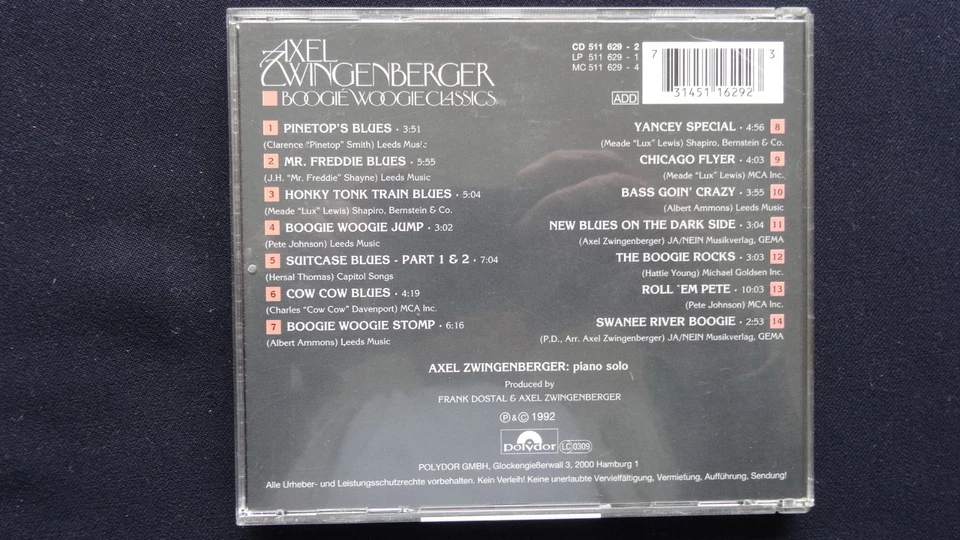 AXEL
ZWINGENBERGER
BOOGIE WOOGIE CLASSICS
CD 511 629 - 2
LP 511 629 - 1
MC 511 629 - 4
ADD
7 31451 16292 3
1 PINETOP'S BLUES · 3:51
(Clarence "Pinetop" Smith) Leeds Music
2 MR. FREDDIE BLUES · 5:55
(J.H. "Mr. Freddie" Shayne) Leeds Music
3 HONKY TONK TRAIN BLUES · 5:04
(Meade "Lux" Lewis) Shapiro, Bernstein & Co.
4 BOOGIE WOOGIE JUMP · 3:02
(Pete Johnson) Leeds Music
5 SUITCASE BLUES - PART 1 & 2 · 7:04
(Hersal Thomas) Capitol Songs
6 COW COW BLUES · 4:19
(Charles "Cow Cow" Davenport) MCA Inc.
7 BOOGIE WOOGIE STOMP · 6:16
(Albert Ammons) Leeds Music
YANCEY SPECIAL · 4:56 8
(Meade "Lux" Lewis) Shapiro, Bernstein & Co.
CHICAGO FLYER · 4:03 9
(Meade "Lux" Lewis) MCA Inc.
BASS GOIN' CRAZY · 3:55 10
(Albert Ammons) Leeds Music
NEW BLUES ON THE DARK SIDE · 3:04 11
(Axel Zwingenberger) JA/NEIN Musikverlag, GEMA
THE BOOGIE ROCKS · 3:03 12
(Hattie Young) Michael Goldsen Inc.
ROLL 'EM PETE · 10:03 13
(Pete Johnson) MCA Inc.
SWANEE RIVER BOOGIE · 2:53 14
(P.D., Arr. Axel Zwingenberger) JA/NEIN Musikverlag, GEMA
AXEL ZWINGENBERGER: piano solo
Produced by
FRANK DOSTAL & AXEL ZWINGENBERGER
℗ & © 1992
polydor LC 0309
POLYDOR GMBH, Glockengießerwall 3, 2000 Hamburg 1
Alle Urheber- und Leistungsschutzrechte vorbehalten. Kein Verleih! Keine unerlaubte Vervielfältigung, Vermietung, Aufführung, Sendung!